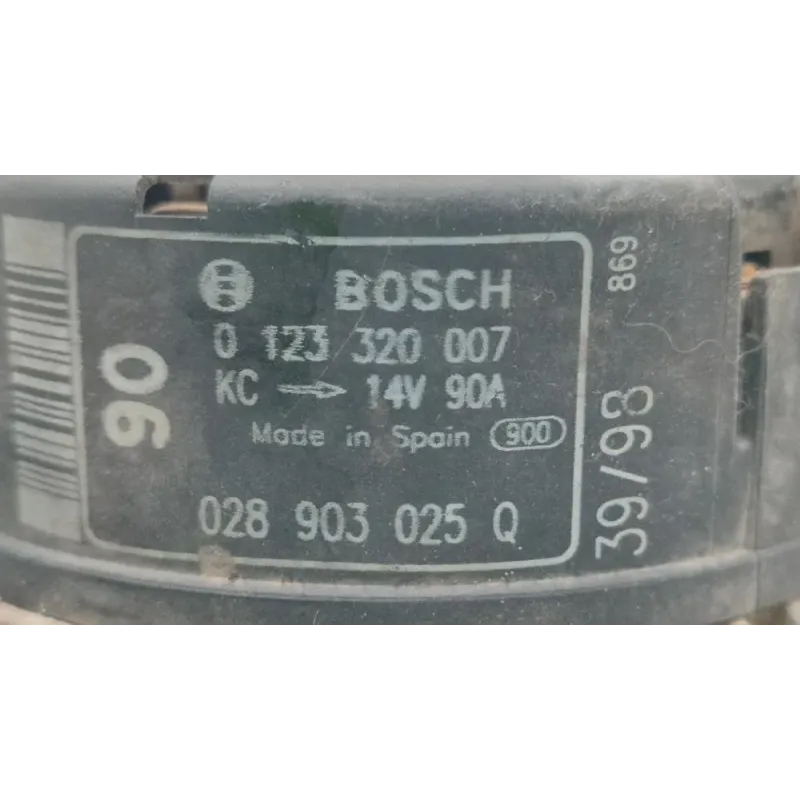 BOSCH
0 123 320 007
KC → 14V 90A
Made in Spain 900
028 903 025 Q
90
39/98
869